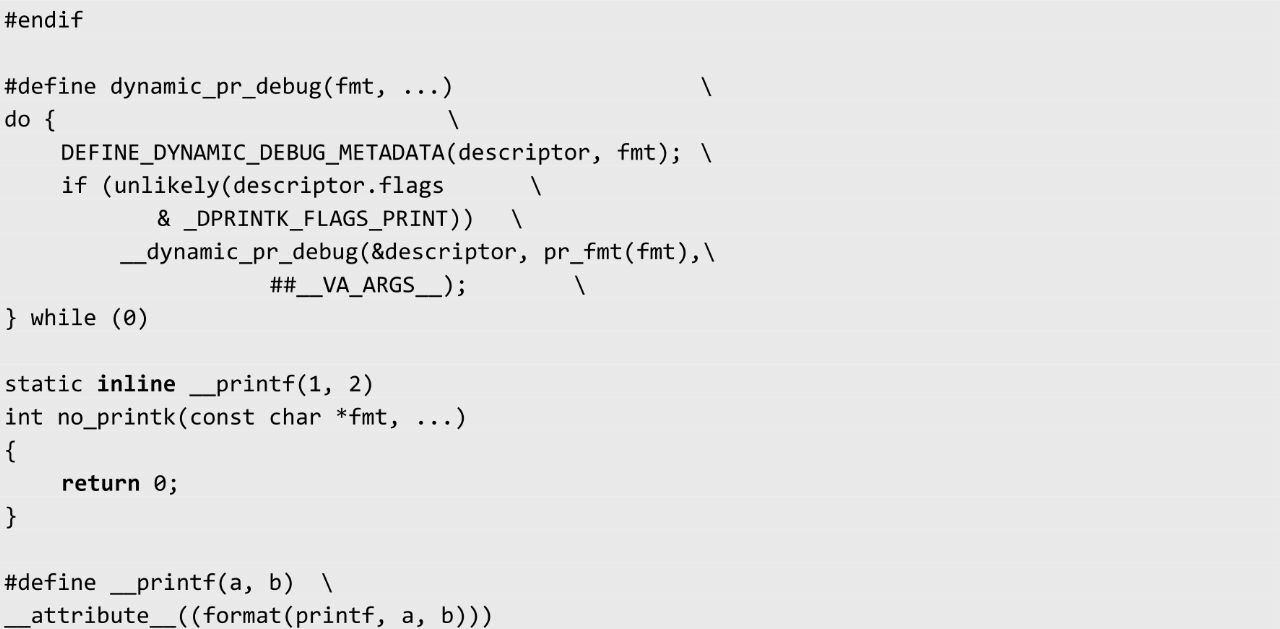 #endif
#define dynamic_pr_debug(fmt, ...) \
do { \
DEFINE_DYNAMIC_DEBUG_METADATA(descriptor, fmt); \
if (unlikely(descriptor.flags \
& _DPRINTK_FLAGS_PRINT)) \
__dynamic_pr_debug(&descriptor, pr_fmt(fmt),\
##__VA_ARGS__); \
} while (0)
static inline __printf(1, 2)
int no_printk(const char *fmt, ...)
{
return 0;
}
#define __printf(a, b) \
__attribute__((format(printf, a, b)))